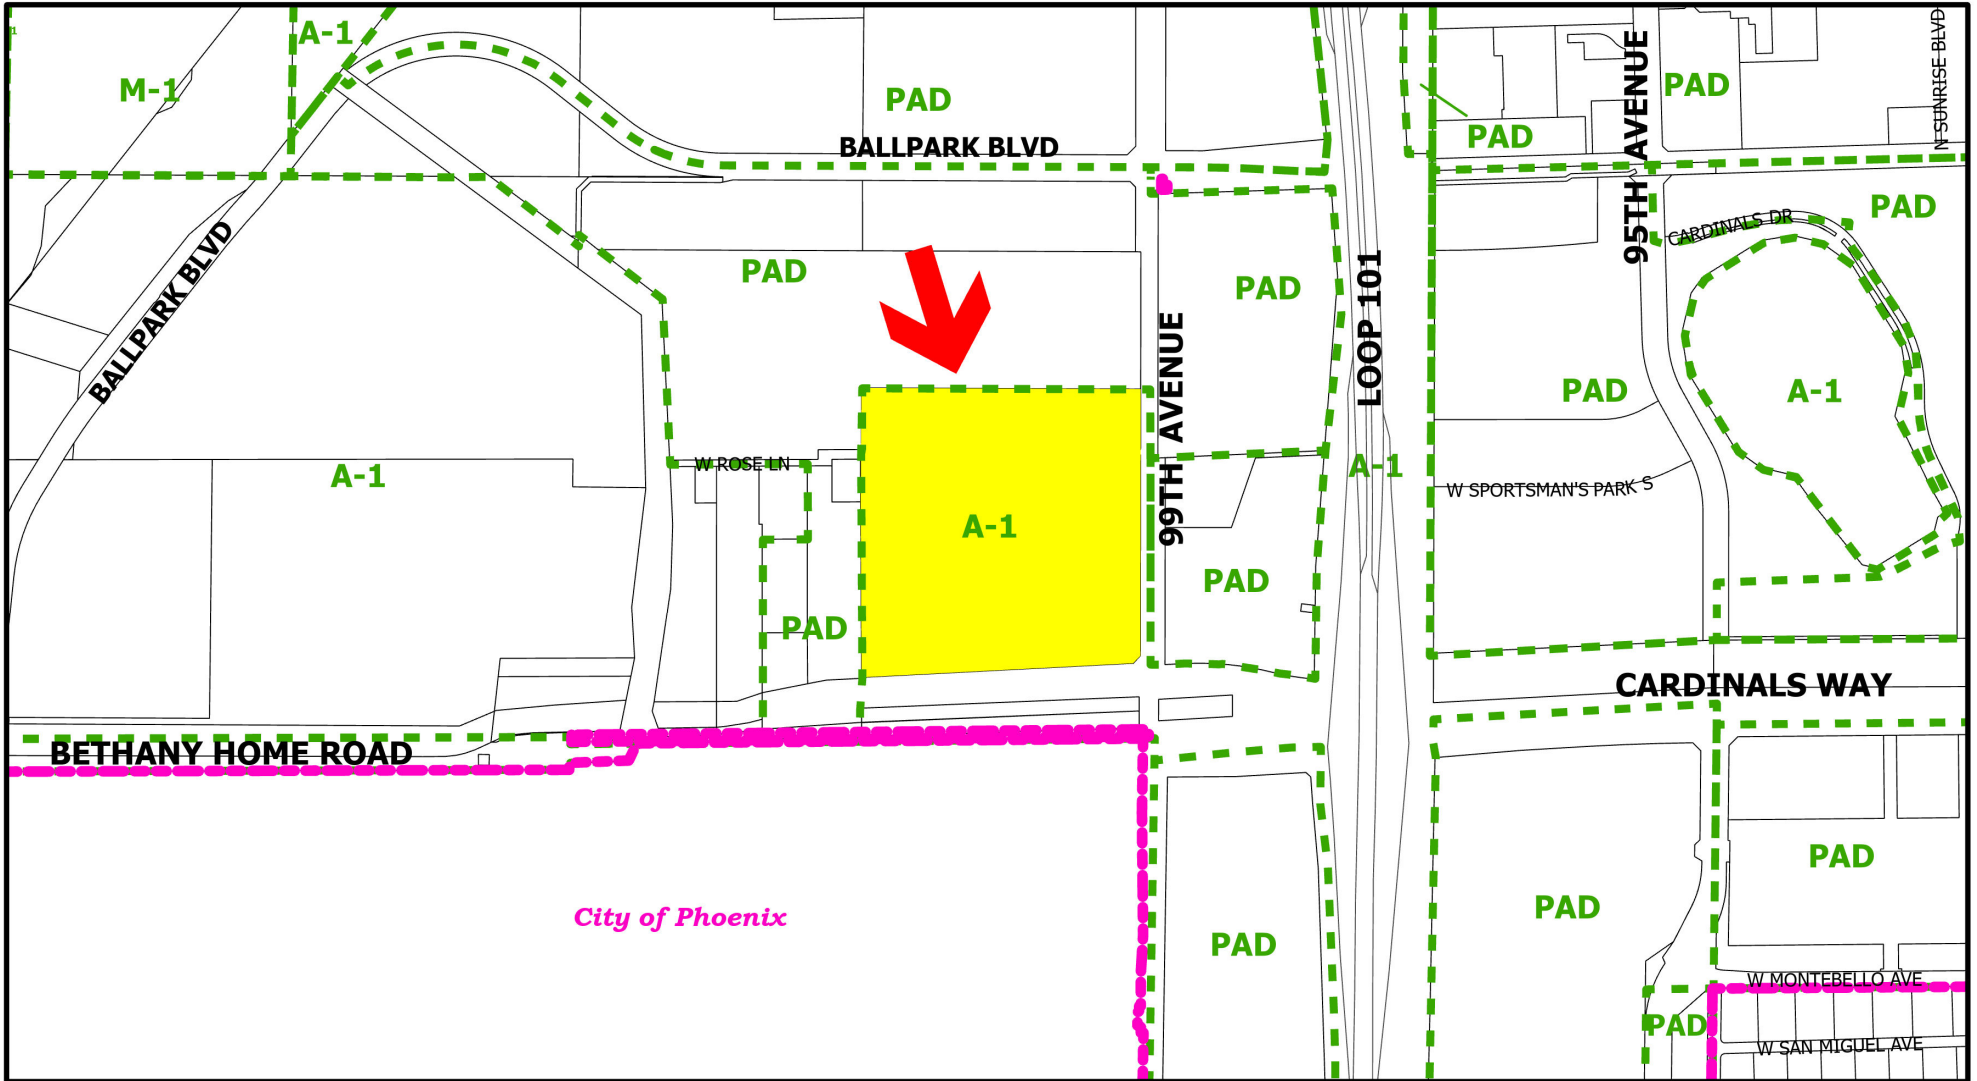 1
A-1
M-1
PAD
BALLPARK BLVD
PAD
PAD
95TH AVENUE
N SUNRISE BLVD
PAD
CARDINALS DR
BALLPARK BLVD
PAD
PAD
LOOP 101
99TH AVENUE
PAD
A-1
A-1
W ROSE LN
A-1
W SPORTSMAN'S PARK S
A-1
PAD
PAD
CARDINALS WAY
BETHANY HOME ROAD
City of Phoenix
PAD
PAD
PAD
W MONTEBELLO AVE
PAD
W SAN MIGUEL AVE